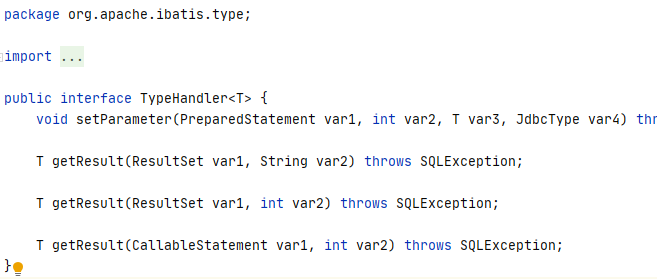 package org.apache.ibatis.type;
import ...
public interface TypeHandler<T> {
void setParameter(PreparedStatement var1, int var2, T var3, JdbcType var4) thr
T getResult(ResultSet var1, String var2) throws SQLException;
T getResult(ResultSet var1, int var2) throws SQLException;
T getResult(CallableStatement var1, int var2) throws SQLException;
}